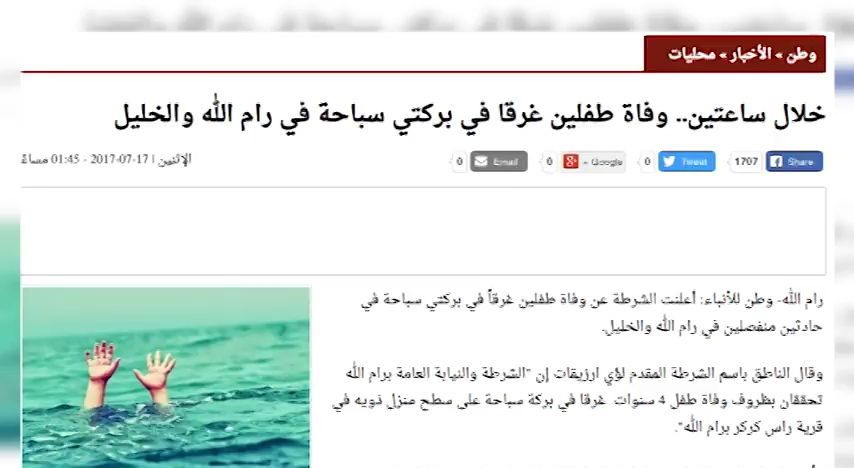 وطن » الأخبار » محليات
خلال ساعتين.. وفاة طفلين غرقا في بركتي سباحة في رام الله والخليل
الإثنين | 17-07-2017 - 01:45 مساءً
0 Email 0 + Google 0 Tweet 1707 Share
رام الله- وطن للأنباء: أعلنت الشرطة عن وفاة طفلين غرقاً في بركتي سباحة في
حادثين منفصلين في رام الله والخليل.
وقال الناطق باسم الشرطة المقدم لؤي ارزيقات إن "الشرطة والنيابة العامة برام الله
تحققان بظروف وفاة طفل 4 سنوات غرقا في بركة سباحة على سطح منزل ذويه في
قرية راس كركر برام الله".